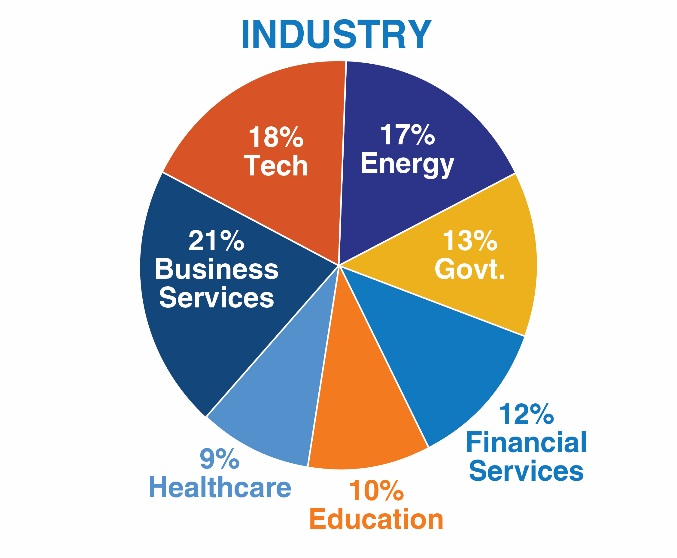 INDUSTRY
18%
Tech
17%
Energy
21%
Business
Services
13%
Govt.
12%
Financial
Services
9%
Healthcare
10%
Education